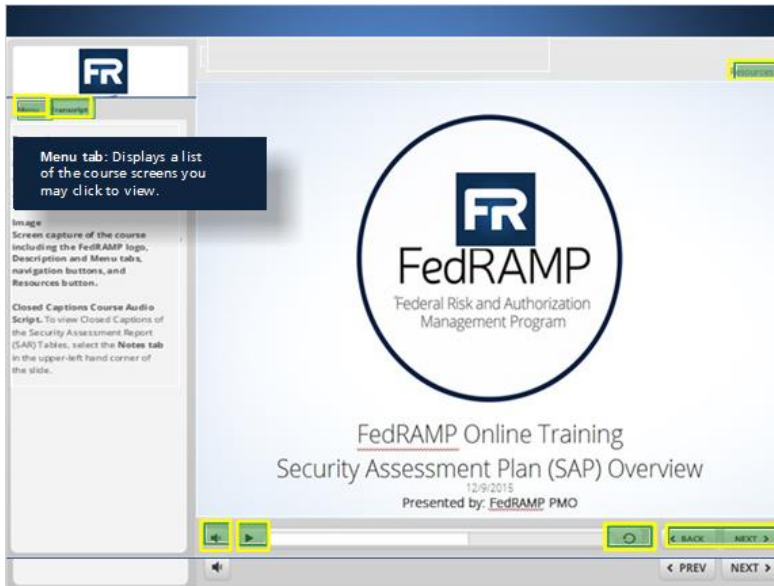 FR
Resources
Menu Transcript
Menu tab: Displays a list
of the course screens you
may click to view.
Image
Screen capture of the course
including the FedRAMP logo,
Description and Menu tabs,
navigation buttons, and
Resources button.
Closed Captions Course Audio
Script. To view Closed Captions of
the Security Assessment Report
(SAR) Tables, select the Notes tab
in the upper-left hand corner of
the slide.
FR
FedRAMP
Federal Risk and Authorization
Management Program
FedRAMP Online Training
Security Assessment Plan (SAP) Overview
12/9/2015
Presented by: FedRAMP PMO
< BACK NEXT >
< PREV NEXT >